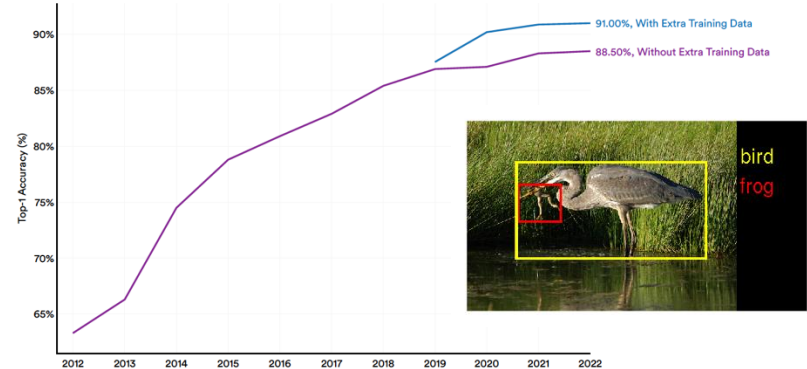 91.00%, With Extra Training Data
90%
88.50%, Without Extra Training Data
85%
80%
75%
70%
65%
Top-1 Accuracy (%)
bird
frog
2012 2013 2014 2015 2016 2017 2018 2019 2020 2021 2022